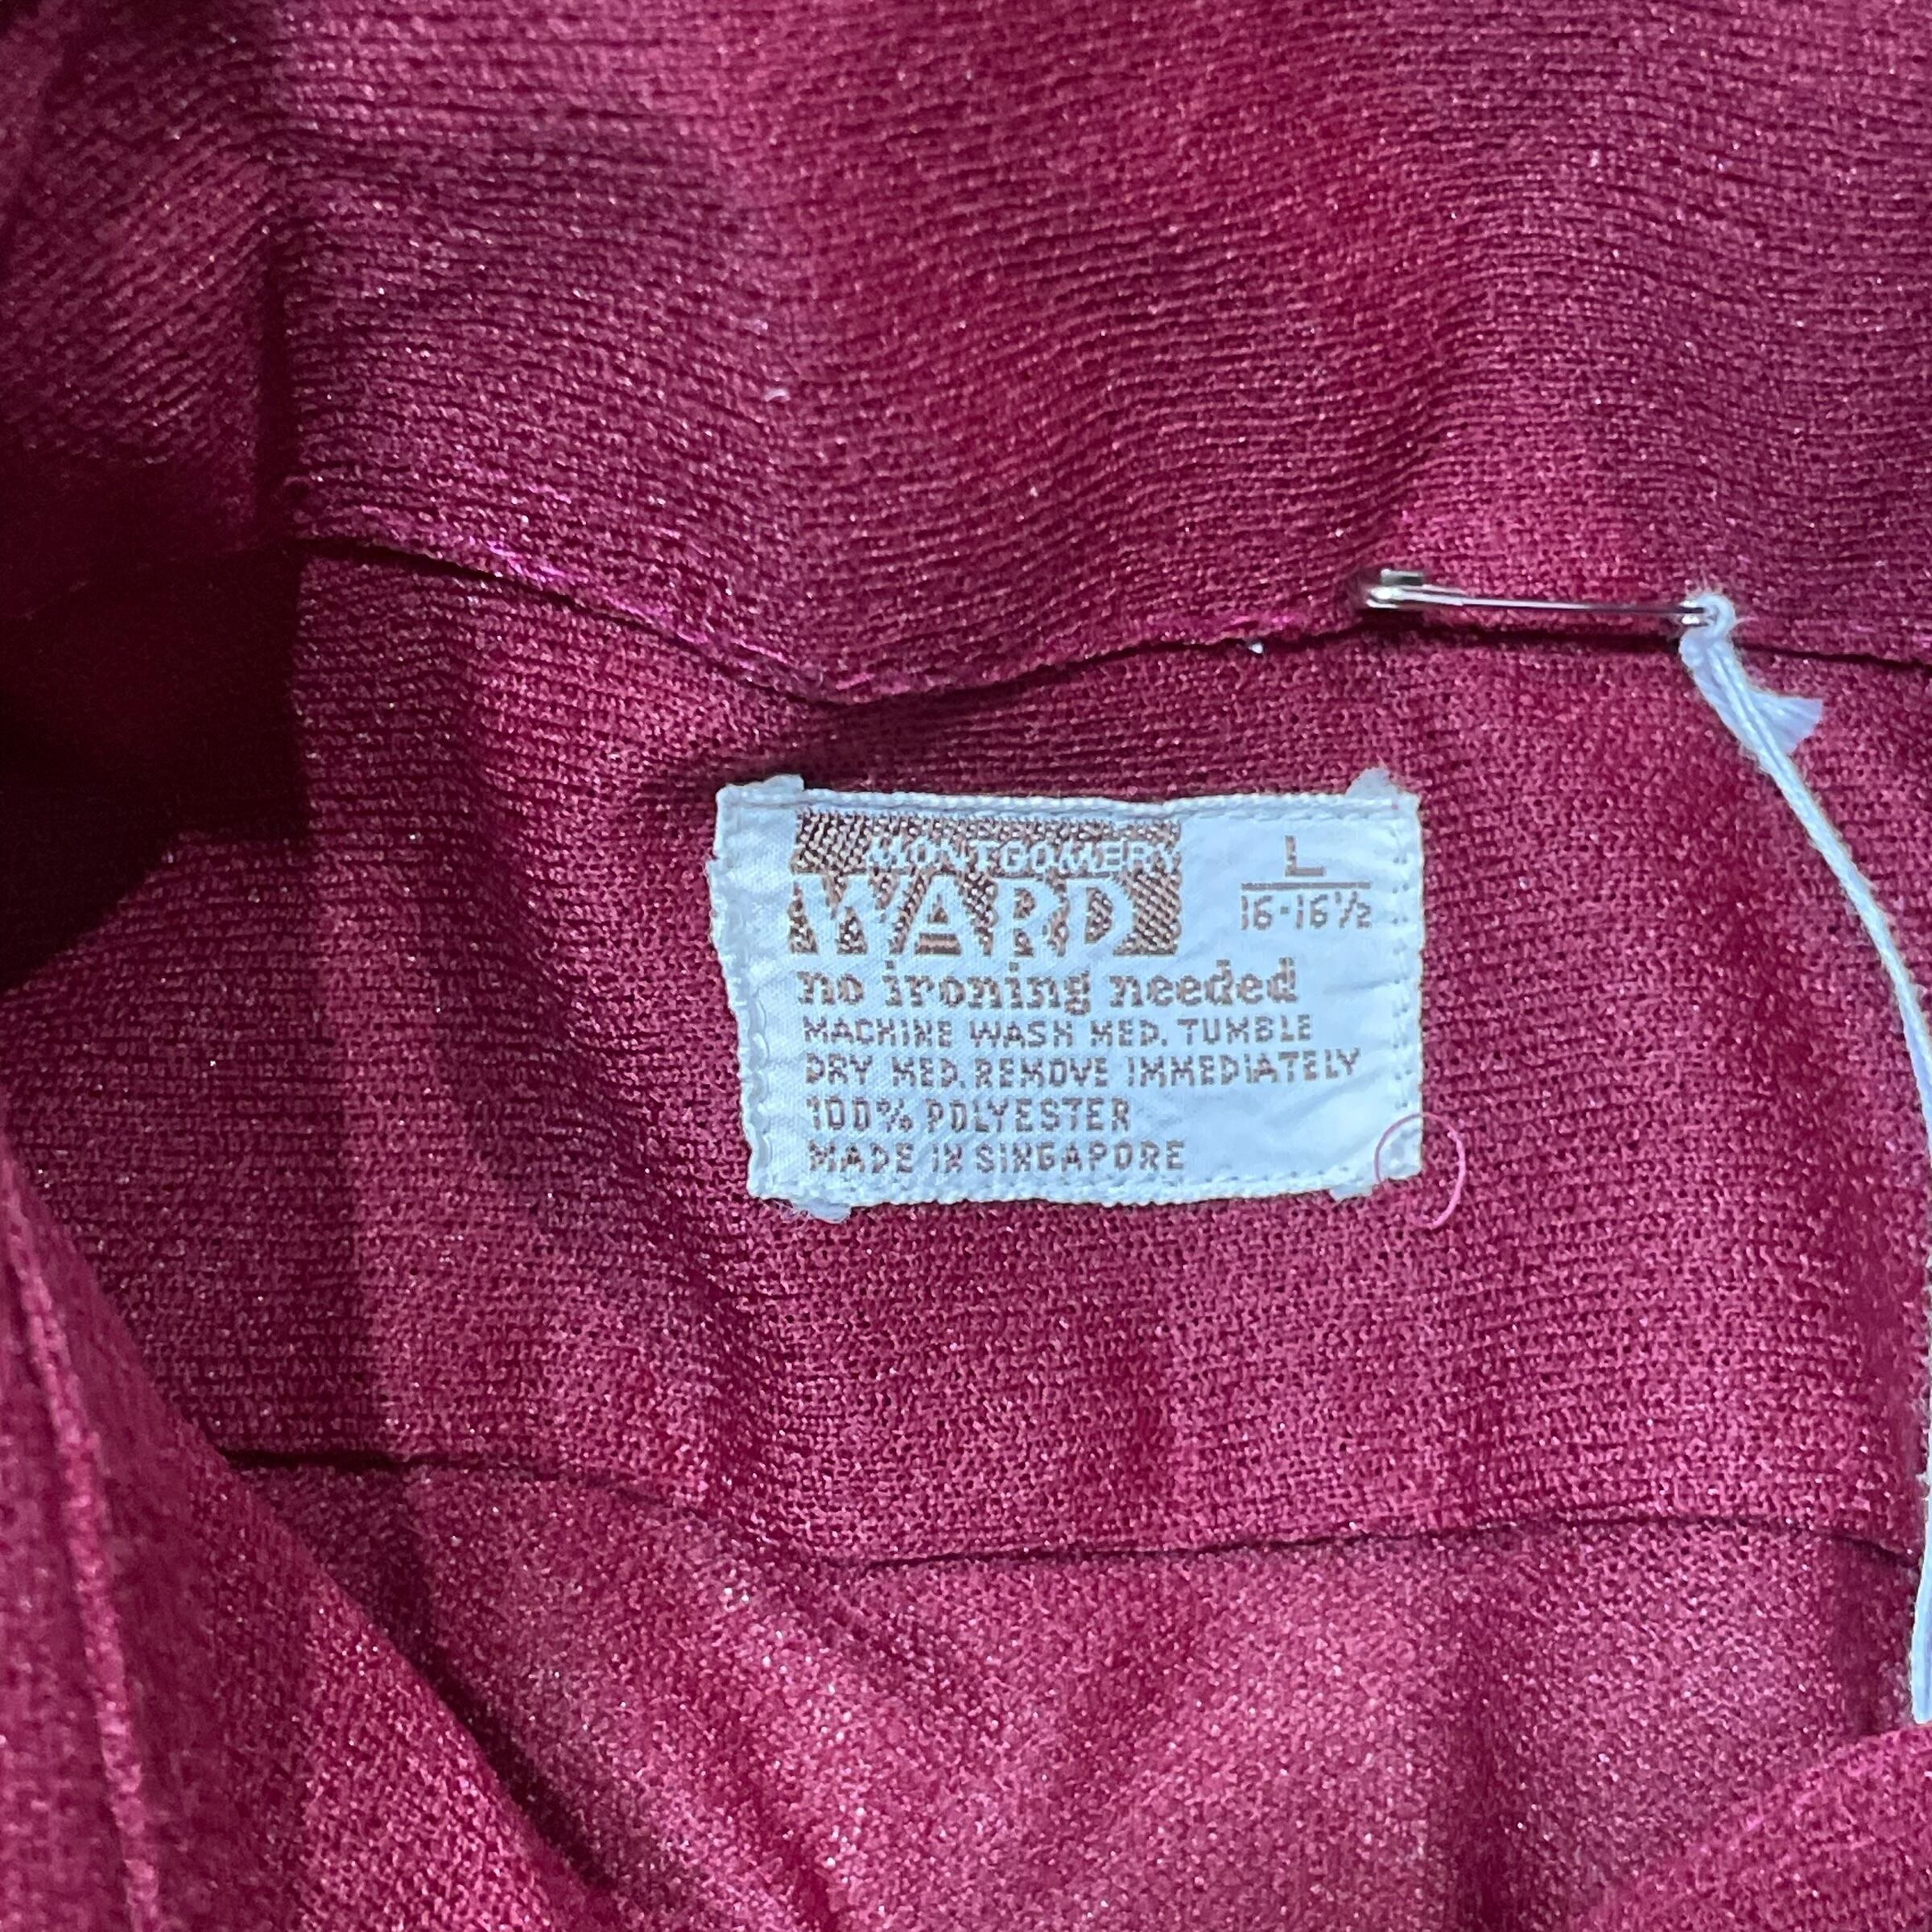 MONTGOMERY
WARD
L
16-16½
no ironing needed
MACHINE WASH MED. TUMBLE
DRY MED. REMOVE IMMEDIATELY
100% POLYESTER
MADE IN SINGAPORE